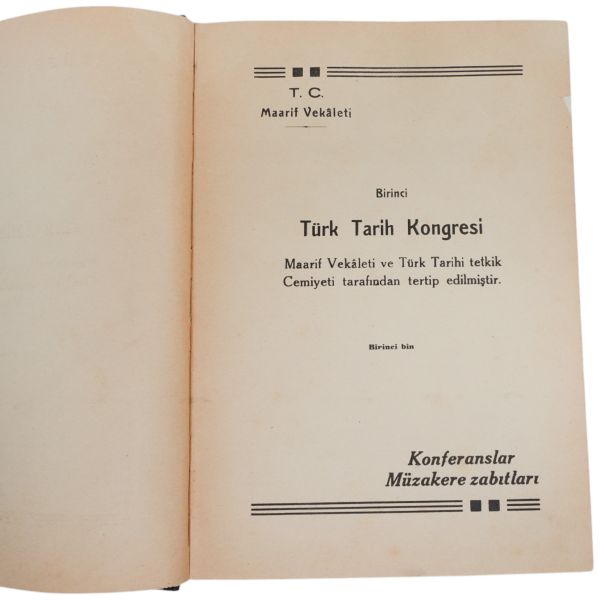 T. C.
Maarif Vekâleti
Birinci
Türk Tarih Kongresi
Maarif Vekâleti ve Türk Tarihi tetkik
Cemiyeti tarafından tertip edilmiştir.
Birinci bin
Konferanslar
Müzakere zabıtları